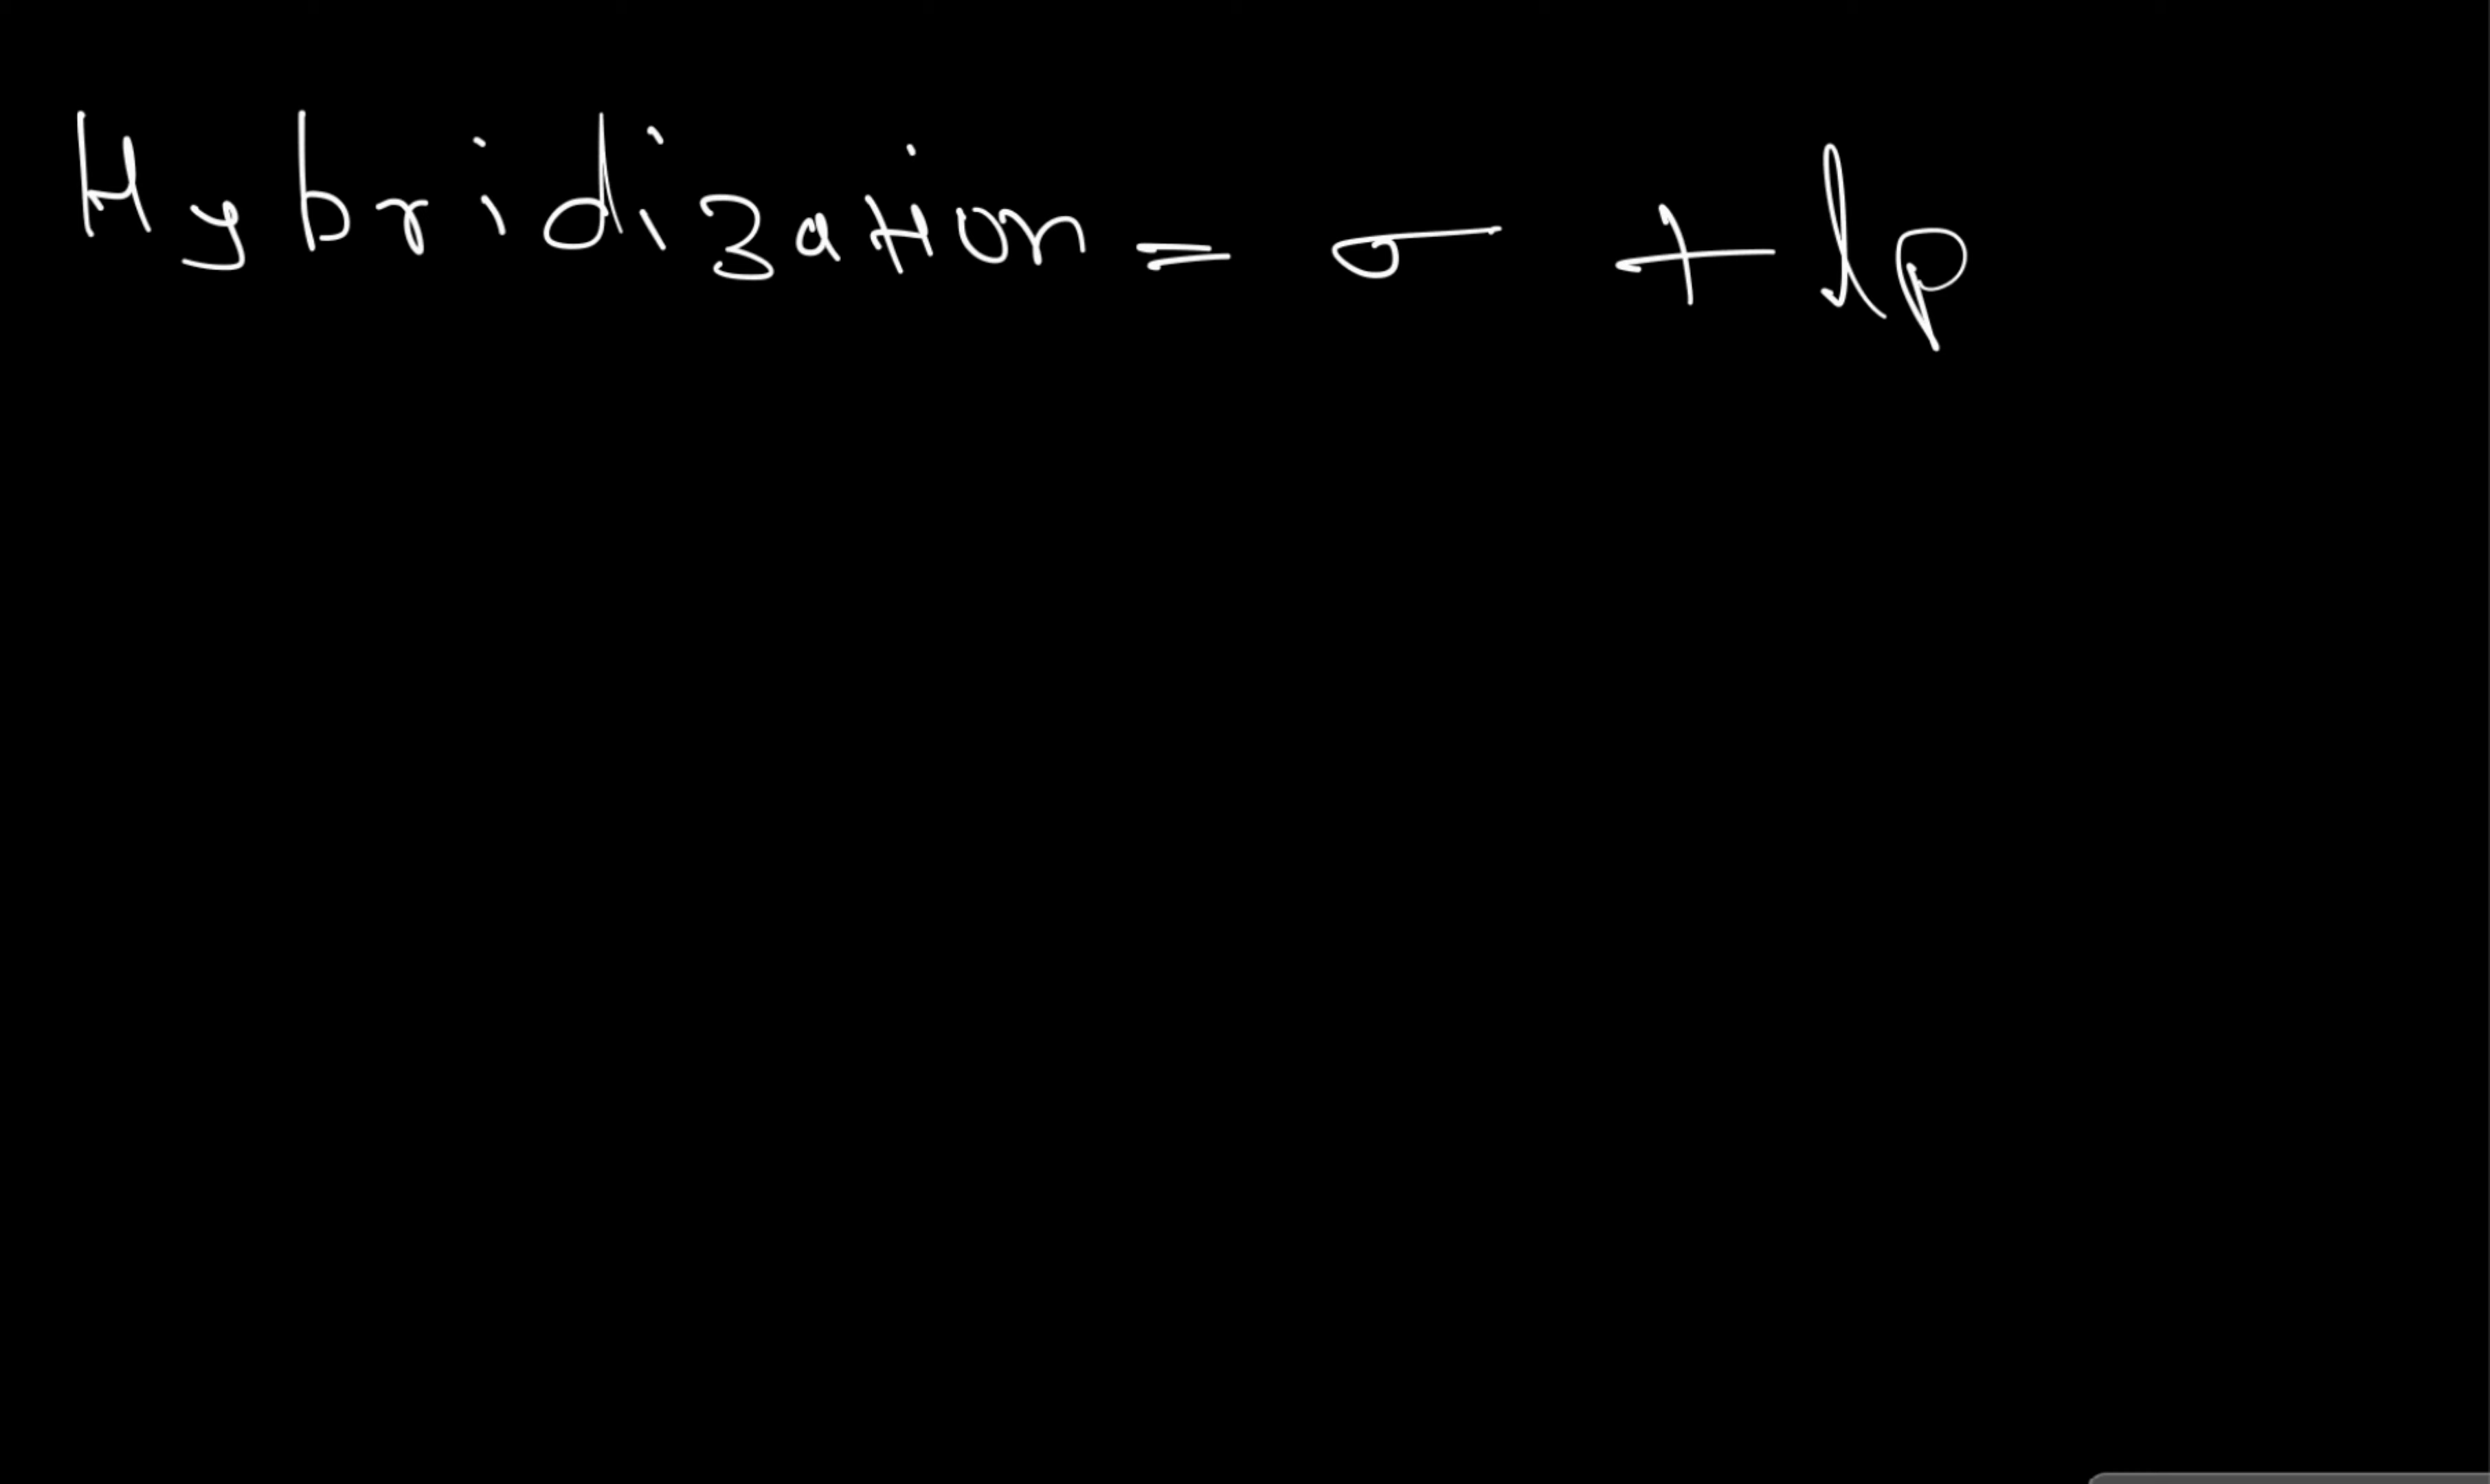 Hybridization = σ + lp